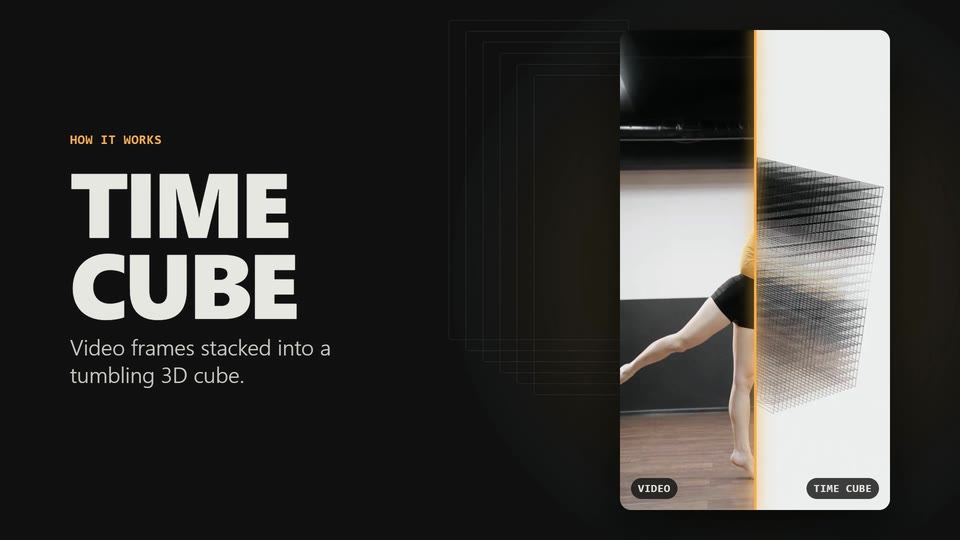 HOW IT WORKS
TIME
CUBE
Video frames stacked into a
tumbling 3D cube.
VIDEO
TIME CUBE